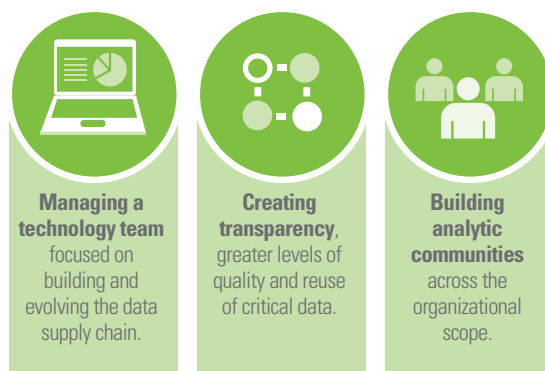 Managing a
technology team
focused on
building and
evolving the data
supply chain.
Creating
transparency,
greater levels of
quality and reuse
of critical data.
Building
analytic
communities
across the
organizational
scope.